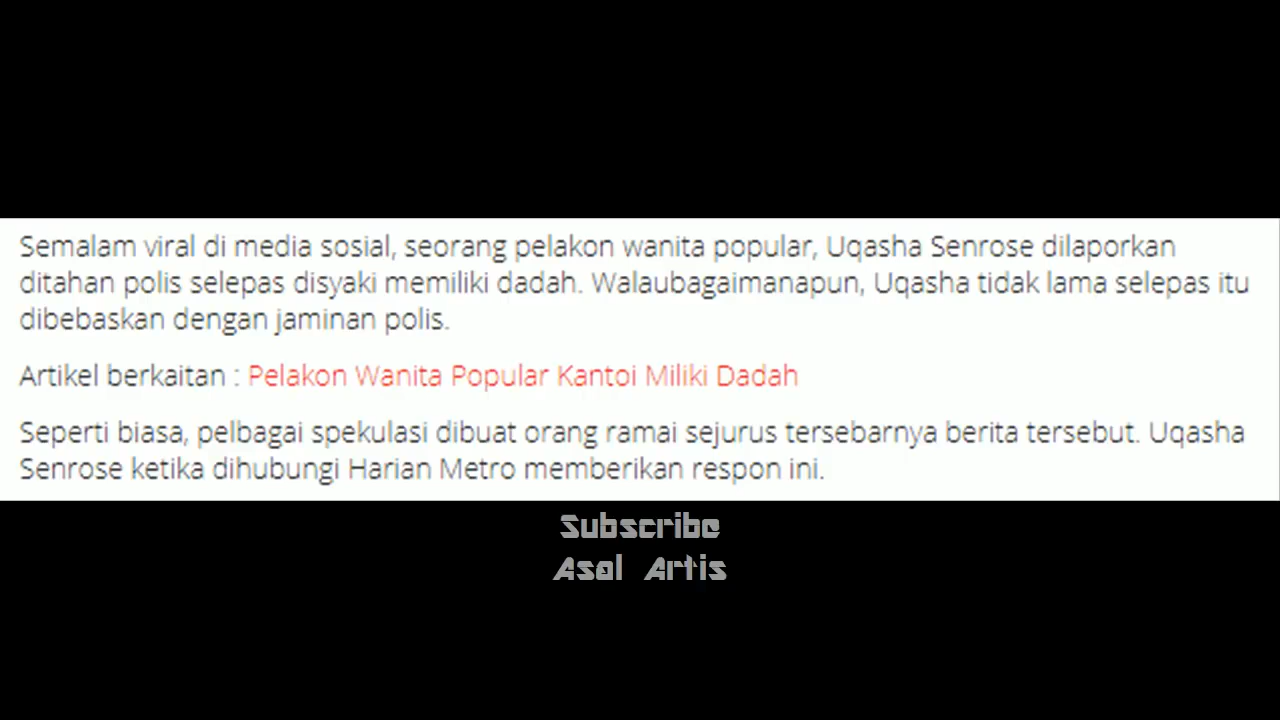 Semalam viral di media sosial, seorang pelakon wanita popular, Uqasha Senrose dilaporkan
ditahan polis selepas disyaki memiliki dadah. Walaubagaimanapun, Uqasha tidak lama selepas itu
dibebaskan dengan jaminan polis.
Artikel berkaitan : Pelakon Wanita Popular Kantoi Miliki Dadah
Seperti biasa, pelbagai spekulasi dibuat orang ramai sejurus tersebarnya berita tersebut. Uqasha
Senrose ketika dihubungi Harian Metro memberikan respon ini.
Subscribe
Asal Artis